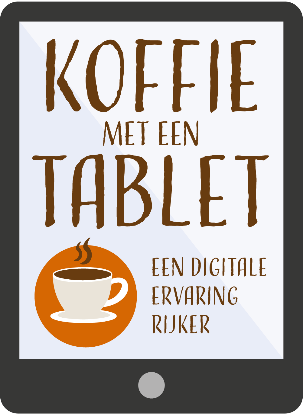 KOFFIE
MET EEN
TABLET
EEN DIGITALE
ERVARING
RIJKER